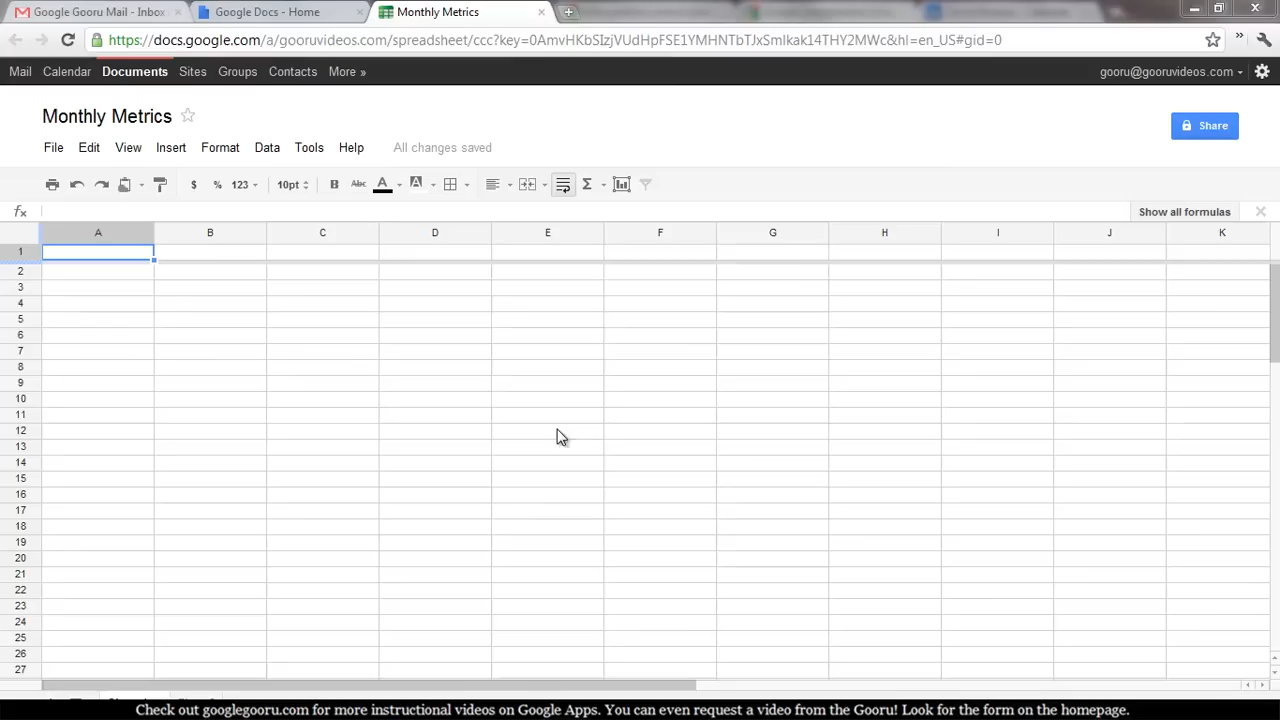 Google Gooru Mail - Inbox
Google Docs - Home
Monthly Metrics
https://docs.google.com/a/gooruvideos.com/spreadsheet/ccc?key=0AmvHKbSIzjVUdHpFSE1YMHNTbTJxSmlkak14THY2MWc&hl=en_US#gid=0
Mail Calendar Documents Sites Groups Contacts More »
gooru@gooruvideos.com
Monthly Metrics
Share
File Edit View Insert Format Data Tools Help All changes saved
$ % 123 10pt B Abc A A Σ
fx
Show all formulas
A B C D E F G H I J K
1
2
3
4
5
6
7
8
9
10
11
12
13
14
15
16
17
18
19
20
21
22
23
24
25
26
27
Check out googlegooru.com for more instructional videos on Google Apps. You can even request a video from the Gooru! Look for the form on the homepage.